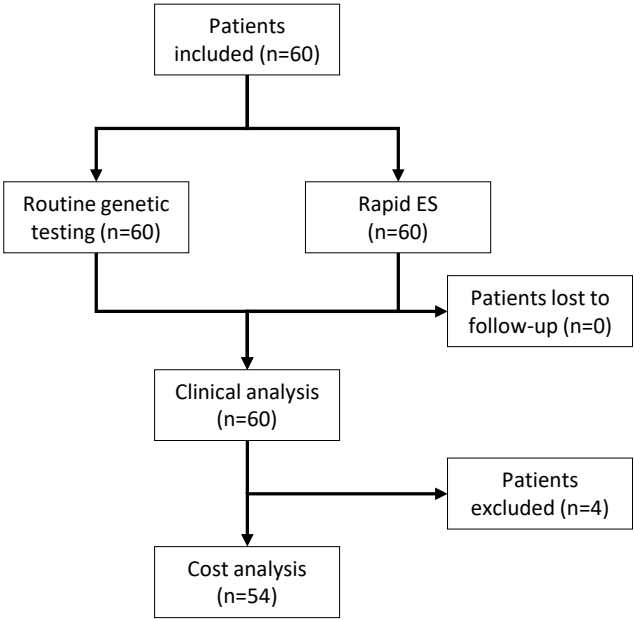 Patients
included (n=60)
Routine genetic
testing (n=60)
Rapid ES
(n=60)
Patients lost to
follow-up (n=0)
Clinical analysis
(n=60)
Patients
excluded (n=4)
Cost analysis
(n=54)